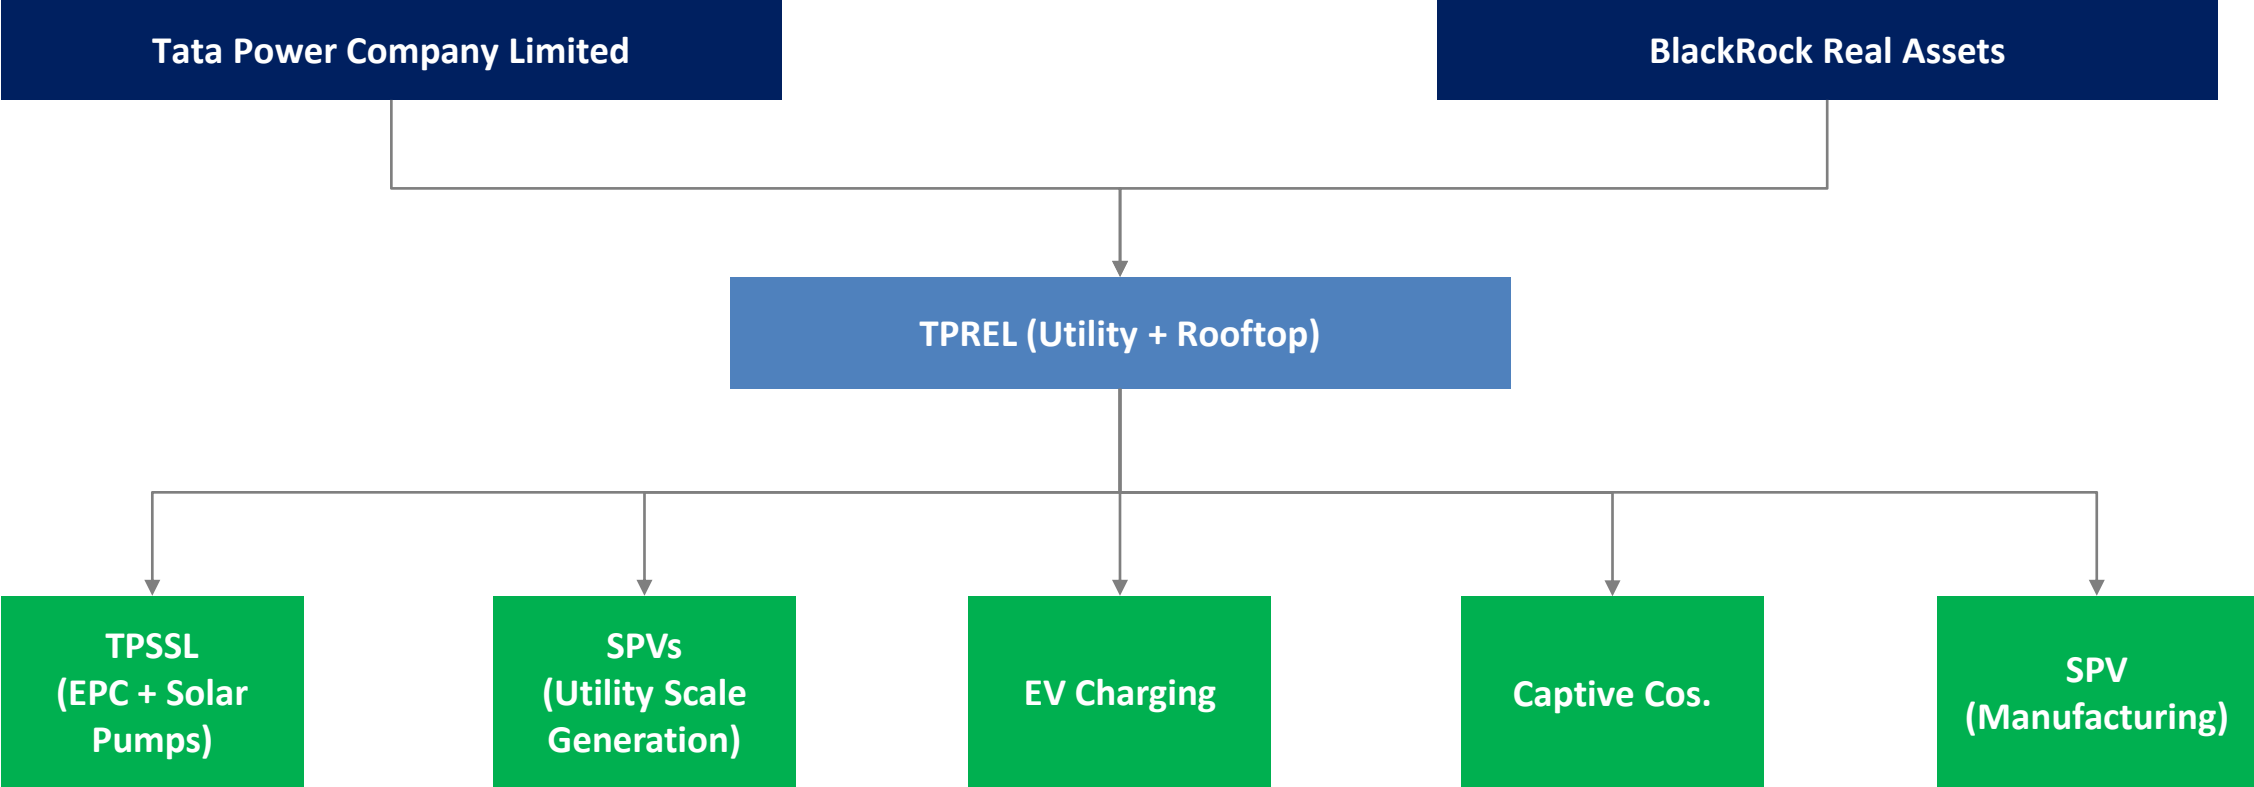 Tata Power Company Limited
BlackRock Real Assets
TPREL (Utility + Rooftop)
TPSSL
(EPC + Solar
Pumps)
SPVs
(Utility Scale
Generation)
EV Charging
Captive Cos.
SPV
(Manufacturing)